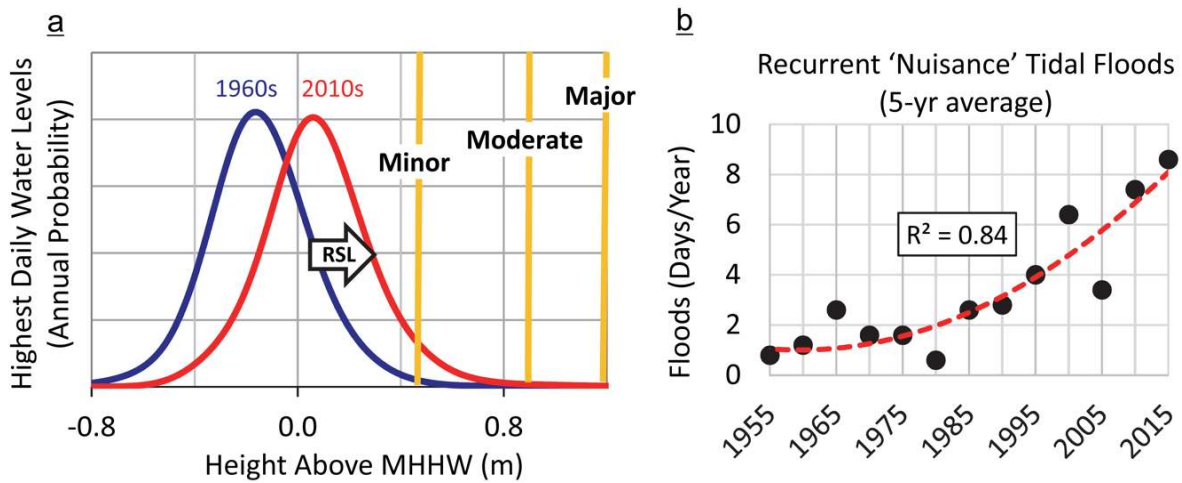 a
Highest Daily Water Levels
(Annual Probability)
1960s
2010s
Minor
Moderate
Major
RSL
-0.8
0.0
0.8
Height Above MHHW (m)
b
Recurrent ‘Nuisance’ Tidal Floods
(5-yr average)
Floods (Days/Year)
10
8
6
4
2
0
R² = 0.84
1955
1965
1975
1985
1995
2005
2015